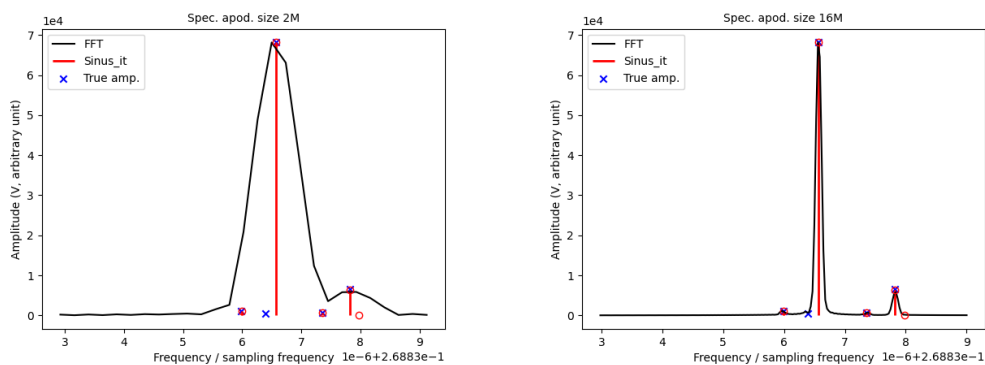 Spec. apod. size 2M
1e4
7
6
5
4
3
2
1
0
Amplitude (V, arbitrary unit)
FFT
Sinus_it
True amp.
3 4 5 6 7 8 9
Frequency / sampling frequency 1e-6+2.6883e-1
Spec. apod. size 16M
1e4
7
6
5
4
3
2
1
0
Amplitude (V, arbitrary unit)
FFT
Sinus_it
True amp.
3 4 5 6 7 8 9
Frequency / sampling frequency 1e-6+2.6883e-1